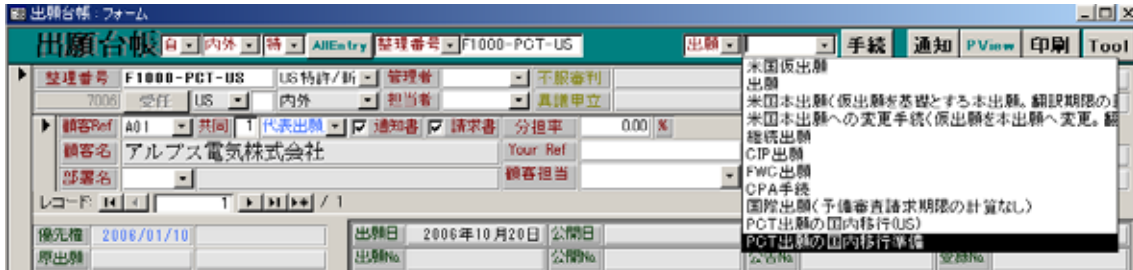 出願台帳 : フォーム
出願台帳 自 内外 特 AllEntry 整理番号 F1000-PCT-US 出願 手続 通知 PView 印刷 Tool
整理番号 F1000-PCT-US US特許/新 管理者 不服審判
7006 受任 US 内外 担当者 異議申立
顧客Ref A01 共同 1 代表出願 通知書 請求書 分担率 0.00 %
顧客名 アルプス電気株式会社 Your Ref
部署名 顧客担当
レコード: 1 / 1
優先権 2006/01/10 出願日 2006年10月20日 公開日
原出願 出願No 公開No 公告No 登録No
米国仮出願
出願
米国本出願(仮出願を基礎とする本出願。翻訳期限の
米国本出願への変更手続(仮出願を本出願へ変更。翻
継続出願
CIP出願
FWC出願
CPA手続
国際出願(予備審査請求期限の計算なし)
PCT出願の国内移行(US)
PCT出願の国内移行準備